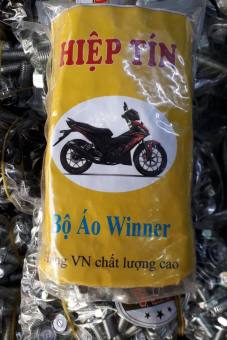 HIỆP TÍN
Bộ Áo Winner
VN chất lượng cao